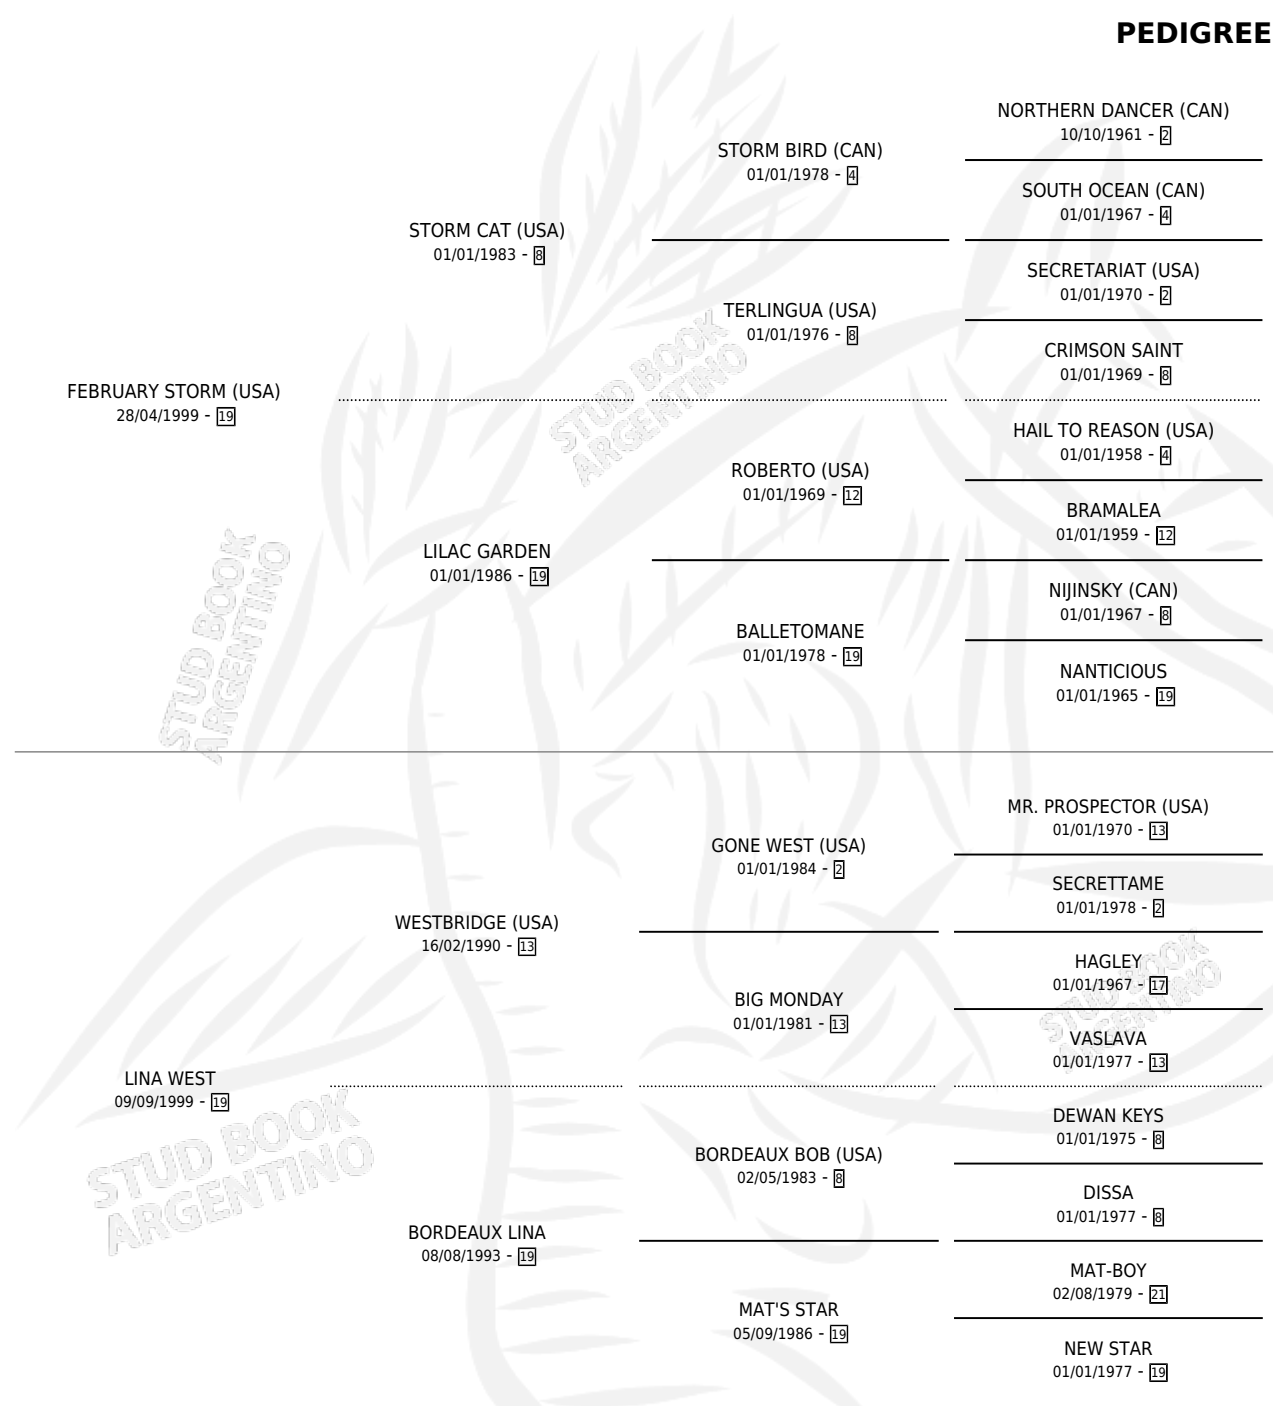 PEDIGREE
NORTHERN DANCER (CAN)
10/10/1961 - 2
STORM BIRD (CAN)
01/01/1978 - 4
SOUTH OCEAN (CAN)
01/01/1967 - 4
STORM CAT (USA)
01/01/1983 - 8
SECRETARIAT (USA)
01/01/1970 - 2
TERLINGUA (USA)
01/01/1976 - 8
CRIMSON SAINT
01/01/1969 - 8
FEBRUARY STORM (USA)
28/04/1999 - 19
STUD BOOK
ARGENTINO
HAIL TO REASON (USA)
01/01/1958 - 4
ROBERTO (USA)
01/01/1969 - 12
BRAMALEA
01/01/1959 - 12
LILAC GARDEN
01/01/1986 - 19
NIJINSKY (CAN)
01/01/1967 - 8
BALLETOMANE
01/01/1978 - 19
NANTICIOUS
01/01/1965 - 19
STUD BOOK
ARGENTINO
MR. PROSPECTOR (USA)
01/01/1970 - 13
GONE WEST (USA)
01/01/1984 - 2
SECRETTAME
01/01/1978 - 2
WESTBRIDGE (USA)
16/02/1990 - 13
HAGLEY
01/01/1967 - 17
BIG MONDAY
01/01/1981 - 13
VASLAVA
01/01/1977 - 13
STUD BOOK
ARGENTINO
LINA WEST
09/09/1999 - 19
DEWAN KEYS
01/01/1975 - 8
BORDEAUX BOB (USA)
02/05/1983 - 8
DISSA
01/01/1977 - 8
STUD BOOK
ARGENTINO
BORDEAUX LINA
08/08/1993 - 19
MAT-BOY
02/08/1979 - 21
MAT'S STAR
05/09/1986 - 19
NEW STAR
01/01/1977 - 19